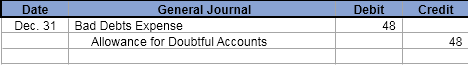 Date General Journal Debit Credit
Dec. 31 Bad Debts Expense 48
Allowance for Doubtful Accounts 48